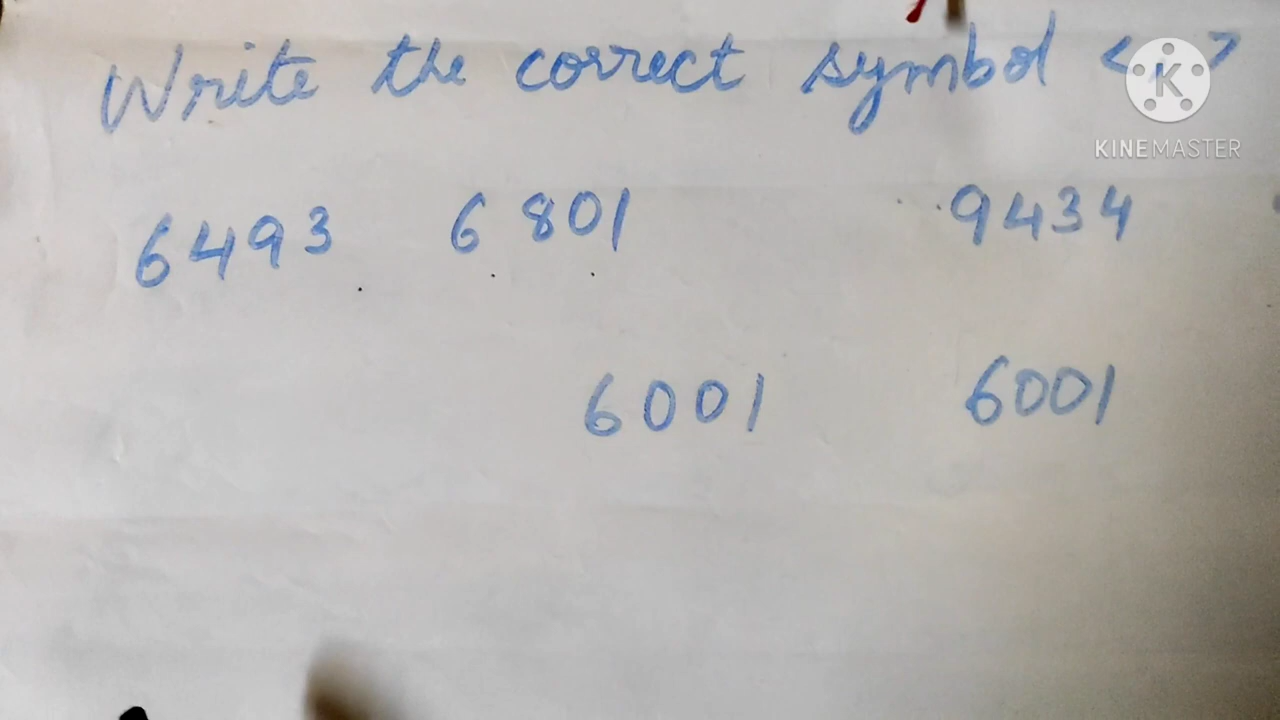 Write the correct symbol < , >
6493 6801 9434
6001 6001
KINEMASTER